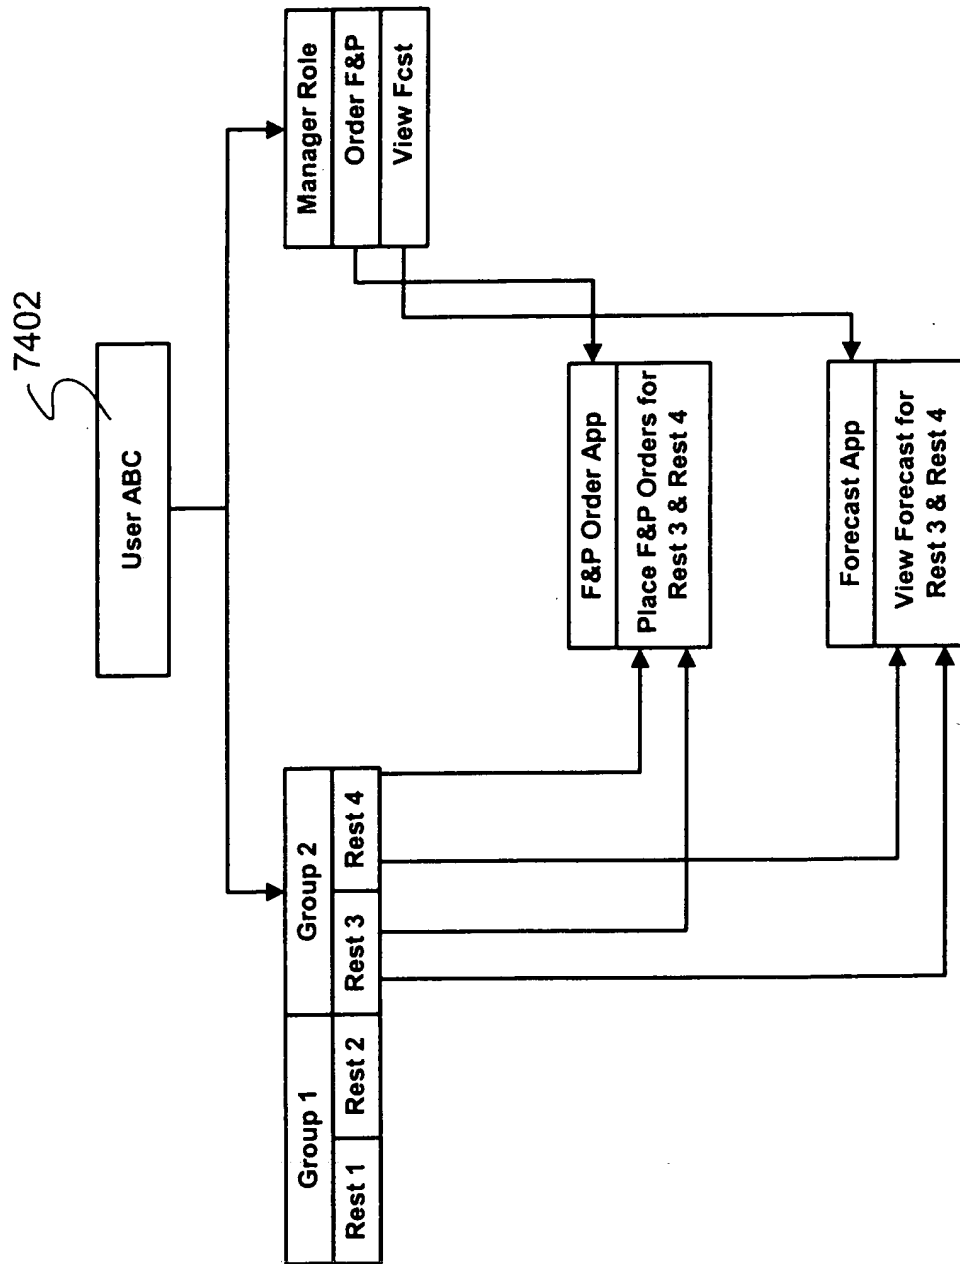 7402
User ABC
Group 1
Group 2
Manager Role
Rest 1
Rest 2
Rest 3
Rest 4
Order F&P
View Fcst
F&P Order App
Place F&P Orders for
Rest 3 & Rest 4
Forecast App
View Forecast for
Rest 3 & Rest 4